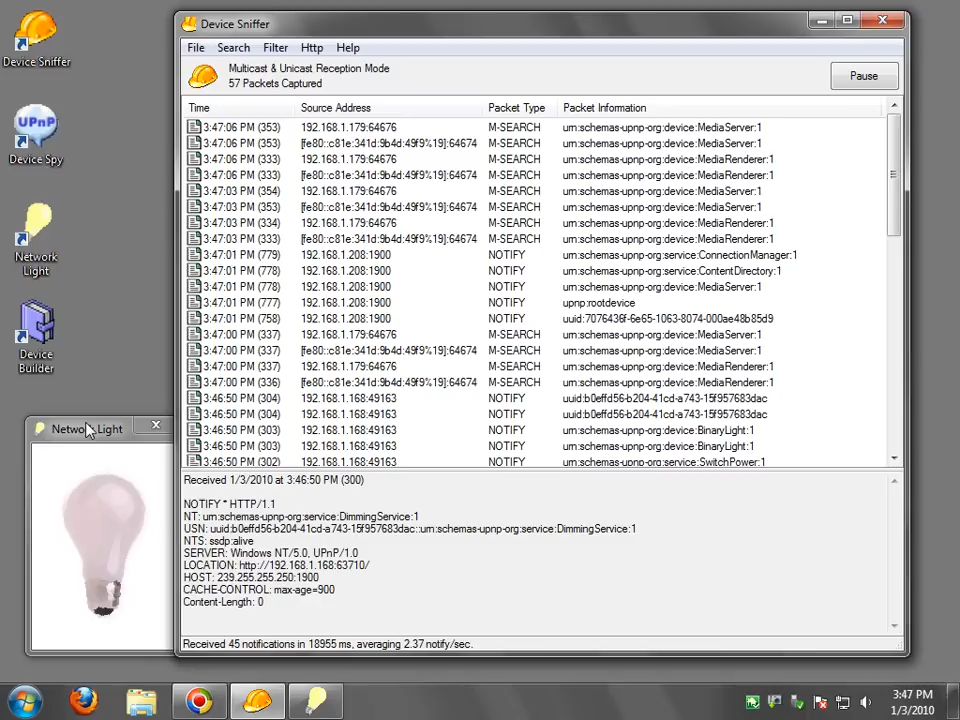 Device Sniffer
UPnP
Device Spy
Network
Light
Device
Builder
Network Light
Device Sniffer
File Search Filter Http Help
Multicast & Unicast Reception Mode
57 Packets Captured
Pause
Time Source Address Packet Type Packet Information
3:47:06 PM (353) 192.168.1.179:64676 M-SEARCH urn:schemas-upnp-org:device:MediaServer:1
3:47:06 PM (353) [fe80::c81e:341d:9b4d:49f9%19]:64674 M-SEARCH urn:schemas-upnp-org:device:MediaServer:1
3:47:06 PM (333) 192.168.1.179:64676 M-SEARCH urn:schemas-upnp-org:device:MediaRenderer:1
3:47:06 PM (333) [fe80::c81e:341d:9b4d:49f9%19]:64674 M-SEARCH urn:schemas-upnp-org:device:MediaRenderer:1
3:47:03 PM (354) 192.168.1.179:64676 M-SEARCH urn:schemas-upnp-org:device:MediaServer:1
3:47:03 PM (353) [fe80::c81e:341d:9b4d:49f9%19]:64674 M-SEARCH urn:schemas-upnp-org:device:MediaServer:1
3:47:03 PM (334) 192.168.1.179:64676 M-SEARCH urn:schemas-upnp-org:device:MediaRenderer:1
3:47:03 PM (333) [fe80::c81e:341d:9b4d:49f9%19]:64674 M-SEARCH urn:schemas-upnp-org:device:MediaRenderer:1
3:47:01 PM (779) 192.168.1.208:1900 NOTIFY urn:schemas-upnp-org:service:ConnectionManager:1
3:47:01 PM (778) 192.168.1.208:1900 NOTIFY urn:schemas-upnp-org:service:ContentDirectory:1
3:47:01 PM (778) 192.168.1.208:1900 NOTIFY urn:schemas-upnp-org:device:MediaServer:1
3:47:01 PM (777) 192.168.1.208:1900 NOTIFY upnp:rootdevice
3:47:01 PM (758) 192.168.1.208:1900 NOTIFY uuid:7076436f-6e65-1063-8074-000ae48b85d9
3:47:00 PM (337) 192.168.1.179:64676 M-SEARCH urn:schemas-upnp-org:device:MediaServer:1
3:47:00 PM (337) [fe80::c81e:341d:9b4d:49f9%19]:64674 M-SEARCH urn:schemas-upnp-org:device:MediaServer:1
3:47:00 PM (337) 192.168.1.179:64676 M-SEARCH urn:schemas-upnp-org:device:MediaRenderer:1
3:47:00 PM (336) [fe80::c81e:341d:9b4d:49f9%19]:64674 M-SEARCH urn:schemas-upnp-org:device:MediaRenderer:1
3:46:50 PM (304) 192.168.1.168:49163 NOTIFY uuid:b0effd56-b204-41cd-a743-15f957683dac
3:46:50 PM (304) 192.168.1.168:49163 NOTIFY uuid:b0effd56-b204-41cd-a743-15f957683dac
3:46:50 PM (303) 192.168.1.168:49163 NOTIFY urn:schemas-upnp-org:device:BinaryLight:1
3:46:50 PM (303) 192.168.1.168:49163 NOTIFY urn:schemas-upnp-org:device:BinaryLight:1
3:46:50 PM (302) 192.168.1.168:49163 NOTIFY urn:schemas-upnp-org:service:SwitchPower:1
Received 1/3/2010 at 3:46:50 PM (300)
NOTIFY * HTTP/1.1
NT: urn:schemas-upnp-org:service:DimmingService:1
USN: uuid:b0effd56-b204-41cd-a743-15f957683dac::urn:schemas-upnp-org:service:DimmingService:1
NTS: ssdp:alive
SERVER: Windows NT/5.0, UPnP/1.0
LOCATION: http://192.168.1.168:63710/
HOST: 239.255.255.250:1900
CACHE-CONTROL: max-age=900
Content-Length: 0
Received 45 notifications in 18955 ms, averaging 2.37 notify/sec.
3:47 PM
1/3/2010